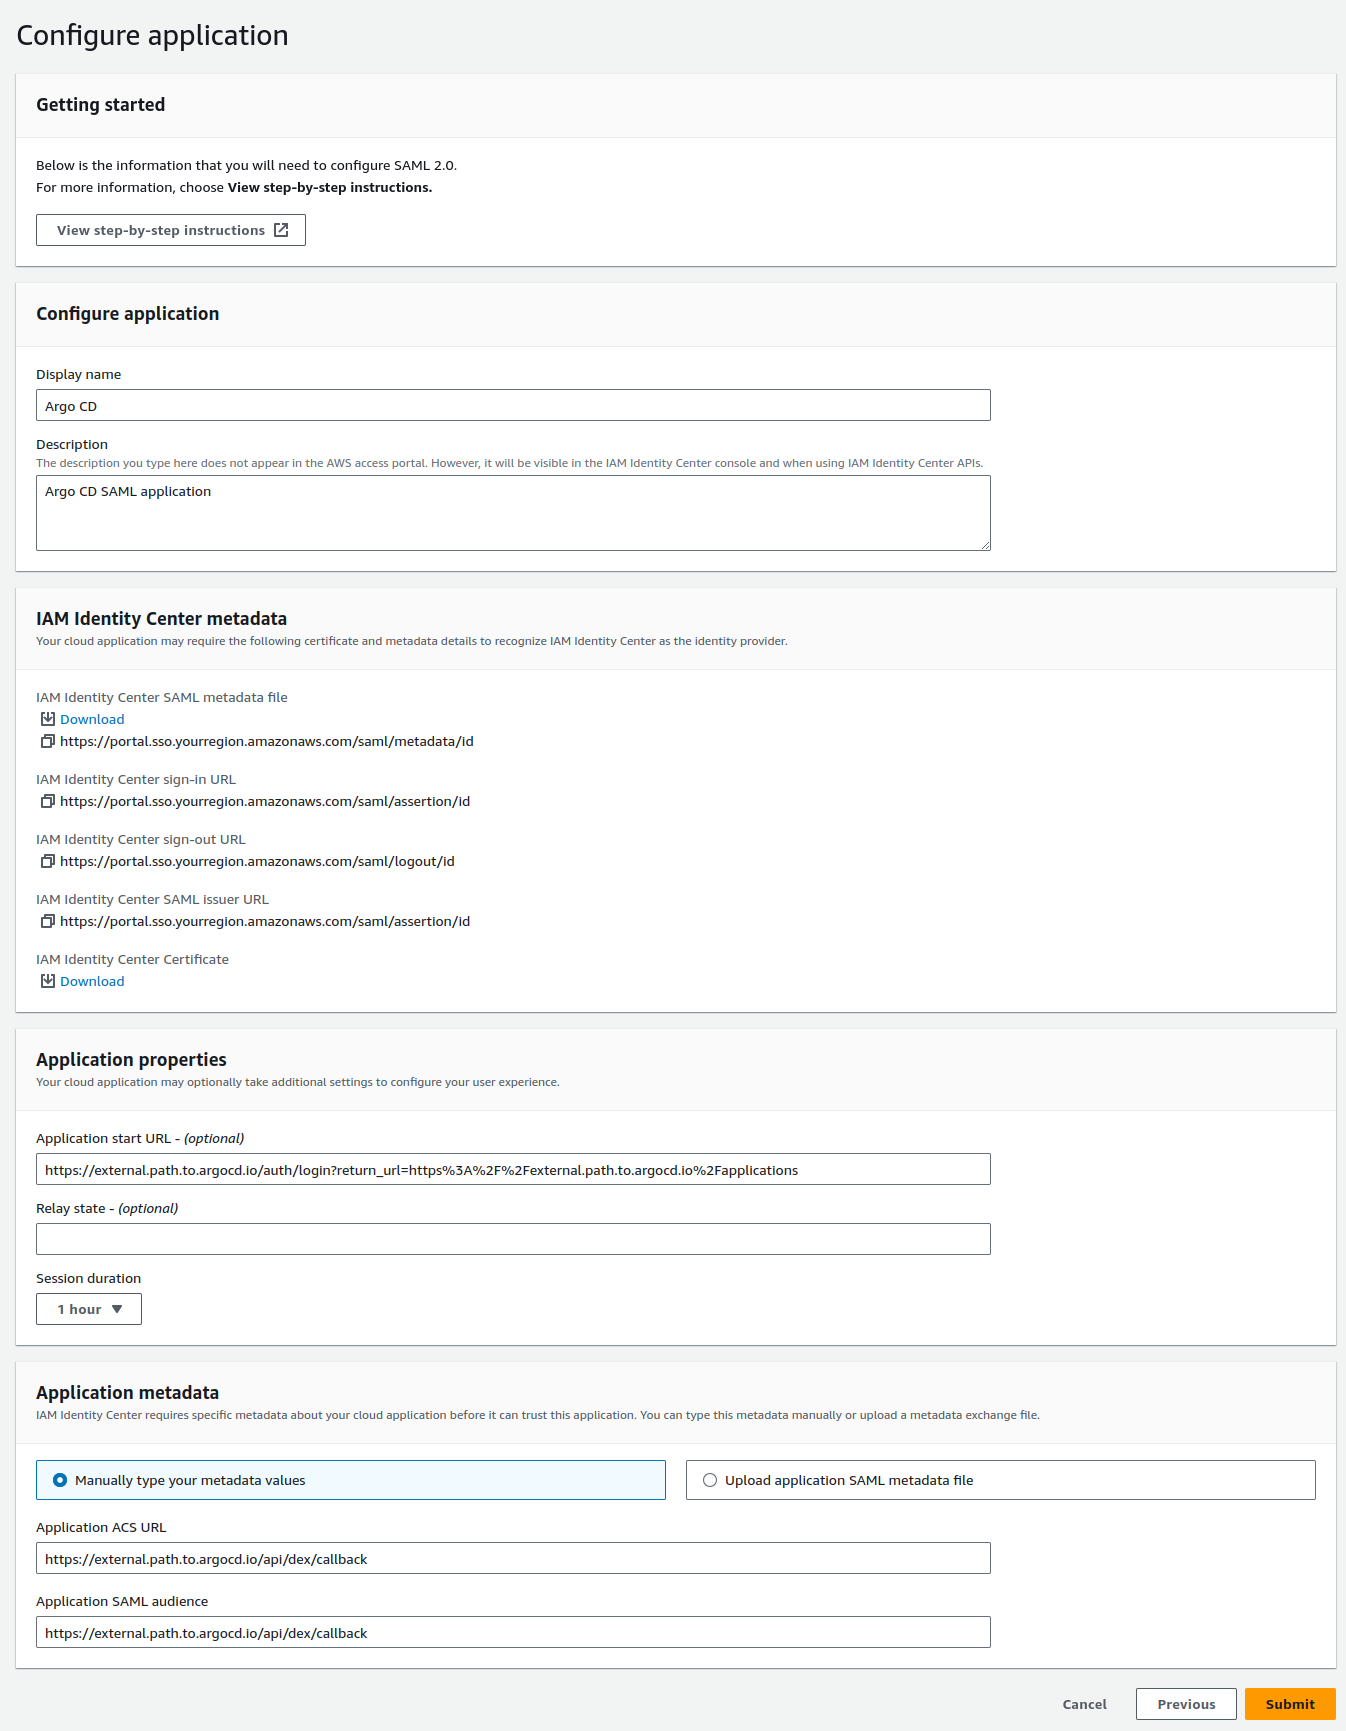 Configure application
Getting started
Below is the information that you will need to configure SAML 2.0.
For more information, choose View step-by-step instructions.
View step-by-step instructions
Configure application
Display name
Argo CD
Description
The description you type here does not appear in the AWS access portal. However, it will be visible in the IAM Identity Center console and when using IAM Identity Center APIs.
Argo CD SAML application
IAM Identity Center metadata
Your cloud application may require the following certificate and metadata details to recognize IAM Identity Center as the identity provider.
IAM Identity Center SAML metadata file
Download
https://portal.sso.yourregion.amazonaws.com/saml/metadata/id
IAM Identity Center sign-in URL
https://portal.sso.yourregion.amazonaws.com/saml/assertion/id
IAM Identity Center sign-out URL
https://portal.sso.yourregion.amazonaws.com/saml/logout/id
IAM Identity Center SAML issuer URL
https://portal.sso.yourregion.amazonaws.com/saml/assertion/id
IAM Identity Center Certificate
Download
Application properties
Your cloud application may optionally take additional settings to configure your user experience.
Application start URL - (optional)
https://external.path.to.argocd.io/auth/login?return_url=https%3A%2F%2Fexternal.path.to.argocd.io%2Fapplications
Relay state - (optional)
Session duration
1 hour
Application metadata
IAM Identity Center requires specific metadata about your cloud application before it can trust this application. You can type this metadata manually or upload a metadata exchange file.
Manually type your metadata values
Upload application SAML metadata file
Application ACS URL
https://external.path.to.argocd.io/api/dex/callback
Application SAML audience
https://external.path.to.argocd.io/api/dex/callback
Cancel
Previous
Submit